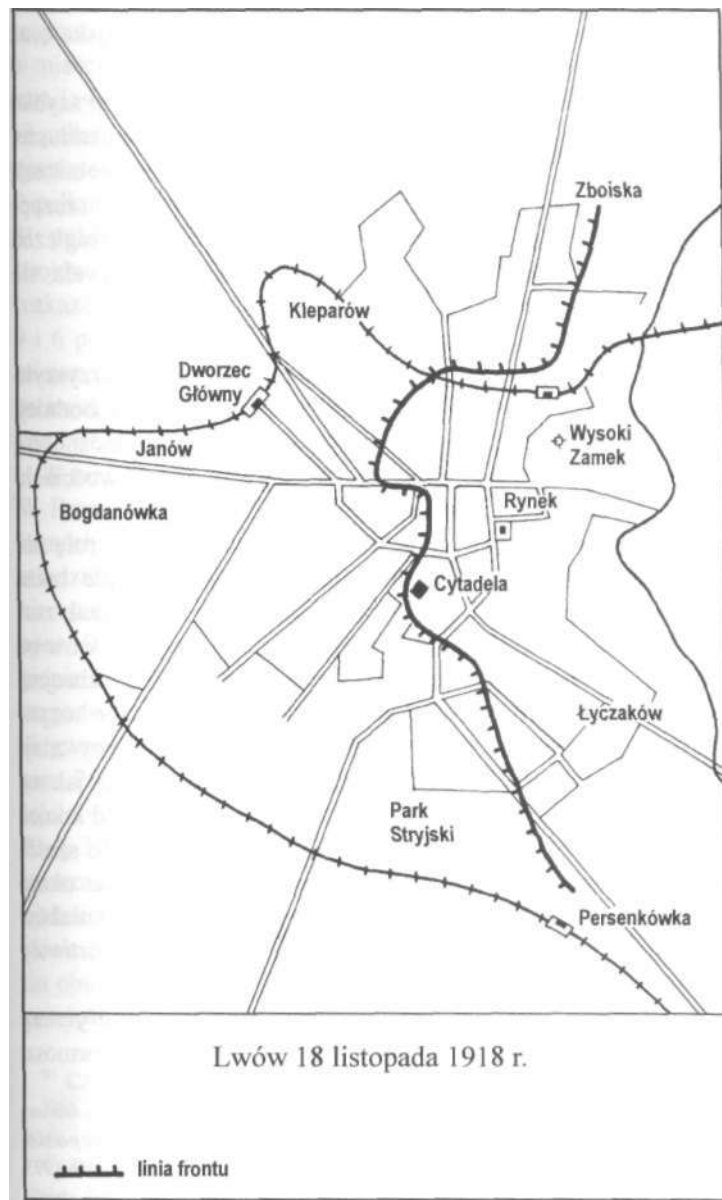 Zboiska
Kleparów
Dworzec
Główny
Wysoki
Zamek
Janów
Rynek
Bogdanówka
Cytadela
Łyczaków
Park
Stryjski
Persenkówka
Lwów 18 listopada 1918 r.
linia frontu